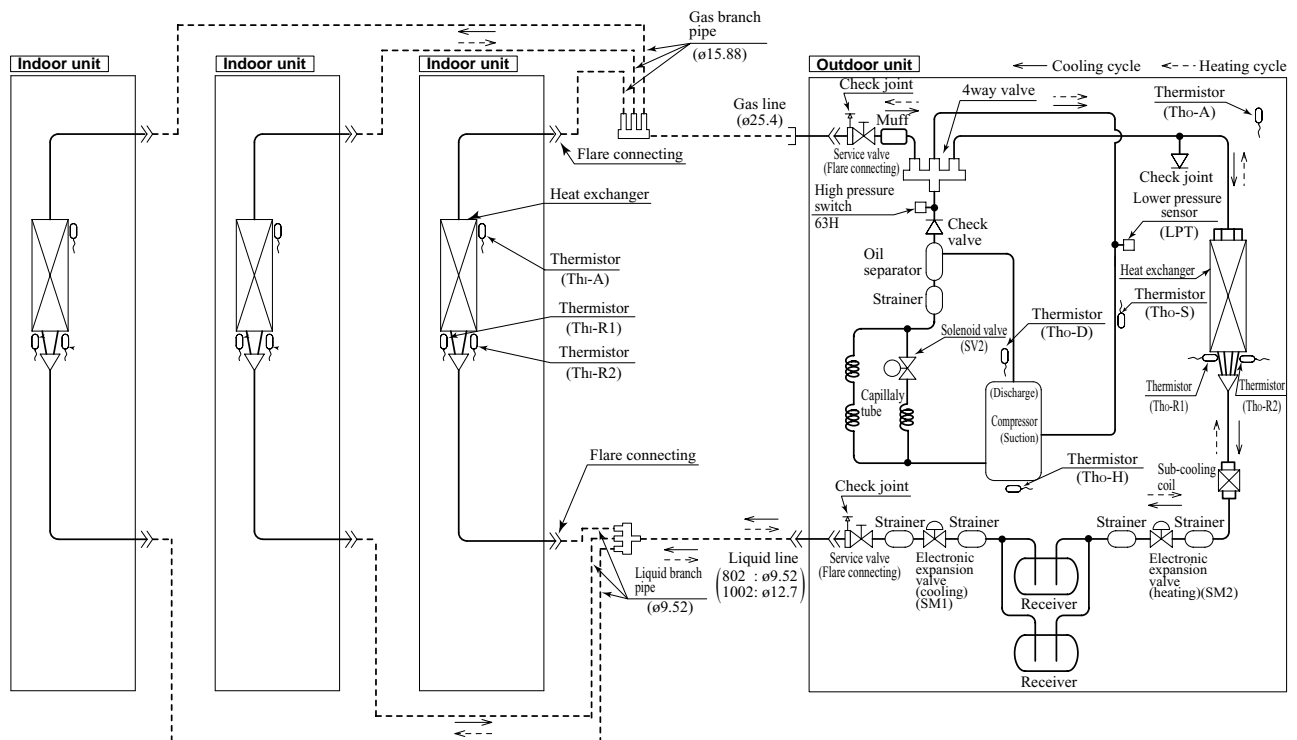 Gas branch
pipe
(ø15.88)
Indoor unit
Indoor unit
Indoor unit
Outdoor unit
Cooling cycle
Heating cycle
Check joint
4way valve
Thermistor
(THO-A)
Gas line
(ø25.4)
Muff
Service valve
(Flare connecting)
Flare connecting
Check joint
Heat exchanger
High pressure
switch
63H
Lower pressure
sensor
(LPT)
Check
valve
Oil
separator
Heat exchanger
Thermistor
(THI-A)
Strainer
Thermistor
(THO-S)
Thermistor
(THI-R1)
Thermistor
(THO-D)
Solenoid valve
(SV2)
Thermistor
(THI-R2)
Thermistor
(THO-R1)
Thermistor
(THO-R2)
Capillaly
tube
(Discharge)
Compressor
(Suction)
Flare connecting
Thermistor
(THO-H)
Sub-cooling
coil
Check joint
Strainer
Strainer
Strainer
Strainer
Liquid line
(802 : ø9.52
1002: ø12.7)
Service valve
(Flare connecting)
Electronic
expansion
valve
(cooling)
(SM1)
Electronic
expansion
valve
(heating)(SM2)
Liquid branch
pipe
(ø9.52)
Receiver
Receiver